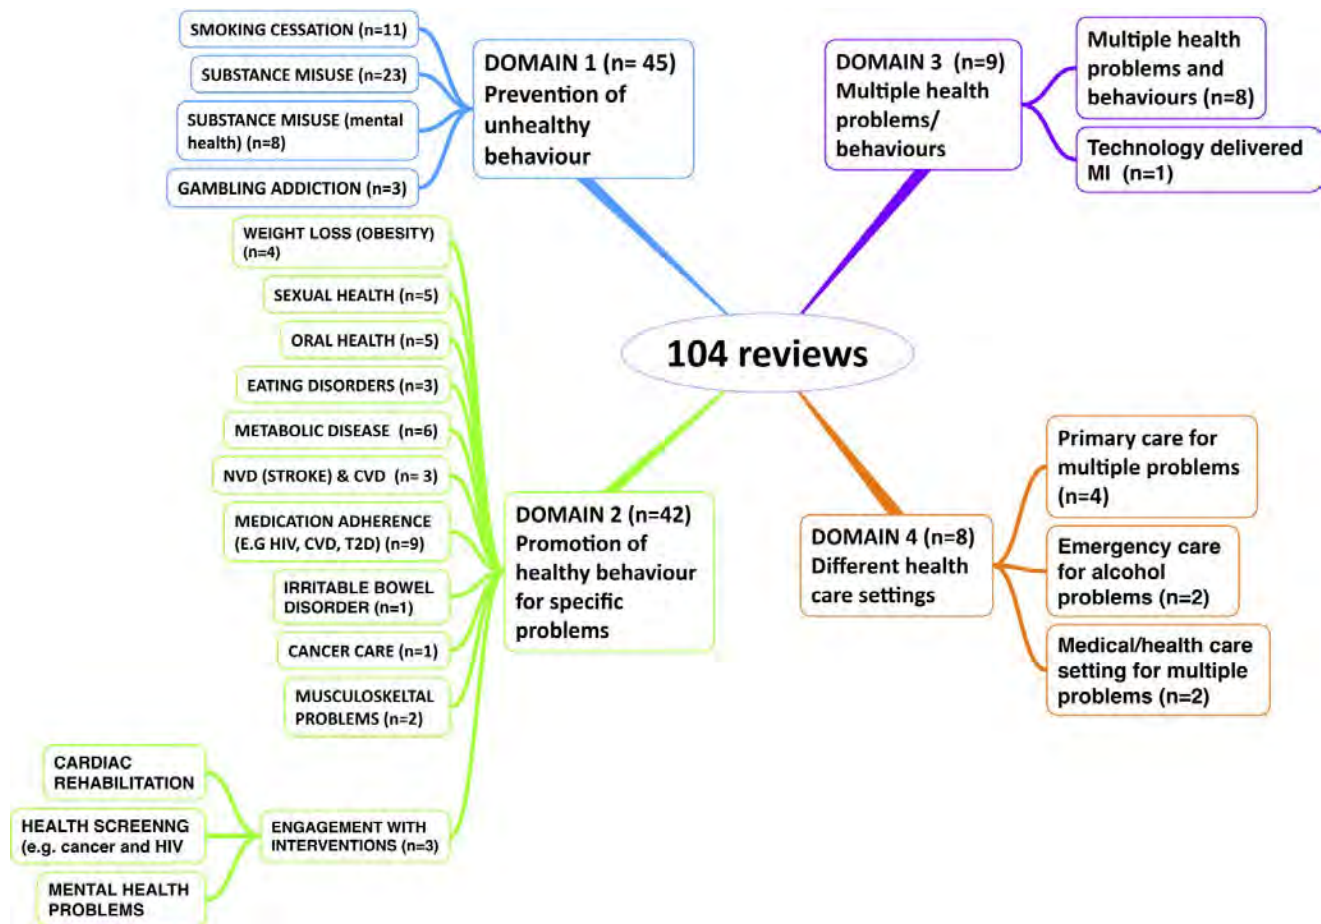 SMOKING CESSATION (n=11)
SUBSTANCE MISUSE (n=23)
SUBSTANCE MISUSE (mental
health) (n=8)
GAMBLING ADDICTION (n=3)
DOMAIN 1 (n= 45)
Prevention of
unhealthy
behaviour
DOMAIN 3 (n=9)
Multiple health
problems/
behaviours
Multiple health
problems and
behaviours (n=8)
Technology delivered
MI (n=1)
104 reviews
WEIGHT LOSS (OBESITY)
(n=4)
SEXUAL HEALTH (n=5)
ORAL HEALTH (n=5)
EATING DISORDERS (n=3)
METABOLIC DISEASE (n=6)
NVD (STROKE) & CVD (n= 3)
MEDICATION ADHERENCE
(E.G HIV, CVD, T2D) (n=9)
IRRITABLE BOWEL
DISORDER (n=1)
CANCER CARE (n=1)
MUSCULOSKELTAL
PROBLEMS (n=2)
ENGAGEMENT WITH
INTERVENTIONS (n=3)
CARDIAC
REHABILITATION
HEALTH SCREENNG
(e.g. cancer and HIV
MENTAL HEALTH
PROBLEMS
DOMAIN 2 (n=42)
Promotion of
healthy behaviour
for specific
problems
DOMAIN 4 (n=8)
Different health
care settings
Primary care for
multiple problems
(n=4)
Emergency care
for alcohol
problems (n=2)
Medical/health care
setting for multiple
problems (n=2)